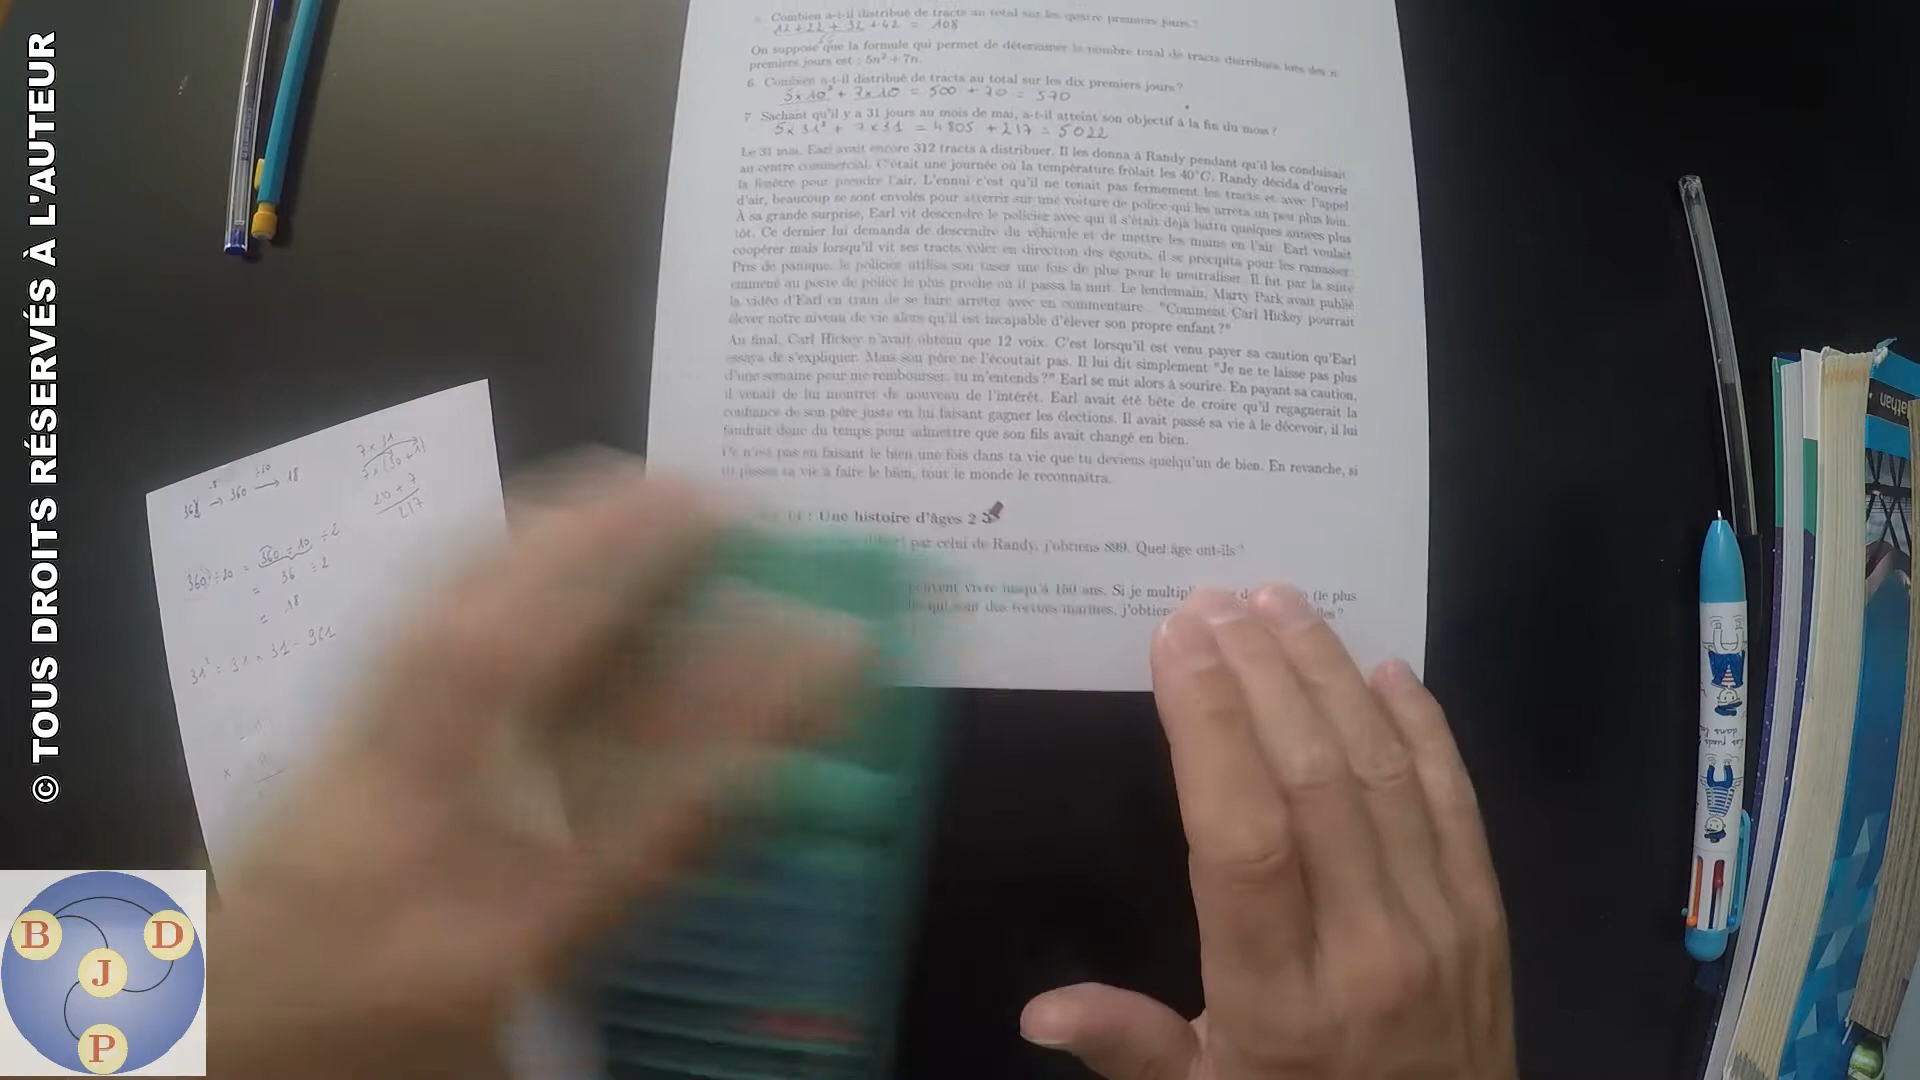 © TOUS DROITS RÉSERVÉS À L'AUTEUR
Combien a-t-il distribué de tracts au total sur les quatre premiers jours?
12 + 22 + 32 + 42 = 108
On suppose que la formule qui permet de déterminer le nombre total de tracts distribués lors des n
premiers jours est : 5n² + 7n.
6. Combien a-t-il distribué de tracts au total sur les dix premiers jours?
5 x 10² + 7 x 10 = 500 + 70 = 570
7. Sachant qu'il y a 31 jours au mois de mai, a-t-il atteint son objectif à la fin du mois?
5 x 31² + 7 x 31 = 4805 + 217 = 5022
Le 31 mai, Earl avait encore 312 tracts à distribuer. Il les donna à Randy pendant qu'il les conduisait
au centre commercial. C'était une journée où la température frôlait les 40°C. Randy décida d'ouvrir
la fenêtre pour prendre l'air. L'ennui c'est qu'il ne tenait pas fermement les tracts et avec l'appel
d'air, beaucoup se sont envolés pour atterrir sur une voiture de police qui les arrêta un peu plus loin.
À sa grande surprise, Earl vit descendre le policier avec qui il s'était déjà battu quelques années plus
tôt. Ce dernier lui demanda de descendre du véhicule et de mettre les mains en l'air. Earl voulait
coopérer mais lorsqu'il vit ses tracts voler en direction des égouts, il se précipita pour les ramasser.
Pris de panique, le policier utilisa son taser une fois de plus pour le neutraliser. Il fut par la suite
emmené au poste de police le plus proche où il passa la nuit. Le lendemain, Marty Park avait publié
la vidéo d'Earl en train de se faire arrêter avec en commentaire : "Comment Carl Hickey pourrait
élever notre niveau de vie alors qu'il est incapable d'élever son propre enfant?"
Au final, Carl Hickey n'avait obtenu que 12 voix. C'est lorsqu'il est venu payer sa caution qu'Earl
essaya de s'expliquer. Mais son père ne l'écoutait pas. Il lui dit simplement "Je ne te laisse pas plus
d'une semaine pour me rembourser, tu m'entends?" Earl se mit alors à sourire. En payant sa caution,
il venait de lui montrer de nouveau de l'intérêt. Earl avait été bête de croire qu'il regagnerait la
confiance de son père juste en lui faisant gagner les élections. Il avait passé sa vie à le décevoir, il lui
faudrait donc du temps pour admettre que son fils avait changé en bien.
Ce n'est pas en faisant le bien une fois dans ta vie que tu deviens quelqu'un de bien. En revanche, si
tu passes ta vie à faire le bien, tout le monde le reconnaitra.
14 : Une histoire d'âges 2
par celui de Randy, j'obtiens 899. Quel âge ont-ils?
peuvent vivre jusqu'à 150 ans. Si je multipl (le plus
qui sont des tortues marines, j'obtien
368 → 360 → 18
360 ÷ 20 = 360 ÷ 10 ÷ 2
= 36 ÷ 2
= 18
31² = 31 x 31 = 961
7 x 31
7 x (30 + 1)
217
B D
J
P